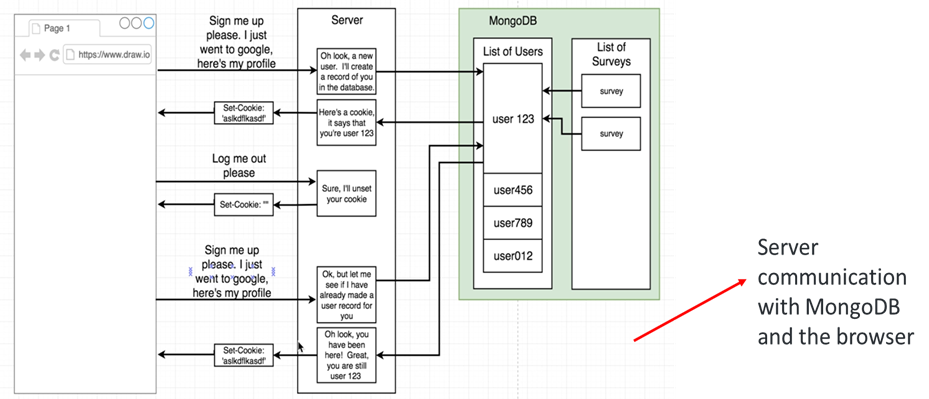 Page 1
https://www.draw.io
Sign me up
please. I just
went to google,
here's my profile
Set-Cookie:
'aslkdflkasdf'
Log me out
please
Set-Cookie: ""
Sign me up
please. I just
went to google,
here's my profile
Set-Cookie:
'aslkdflkasdf'
Server
Oh look, a new
user. I'll create
a record of you
in the database.
Here's a cookie,
it says that
you're user 123
Sure, I'll unset
your cookie
Ok, but let me
see if I have
already made a
user record for
you
Oh look, you
have been
here! Great,
you are still
user 123
MongoDB
List of Users
user 123
user456
user789
user012
List of
Surveys
survey
survey
Server
communication
with MongoDB
and the browser